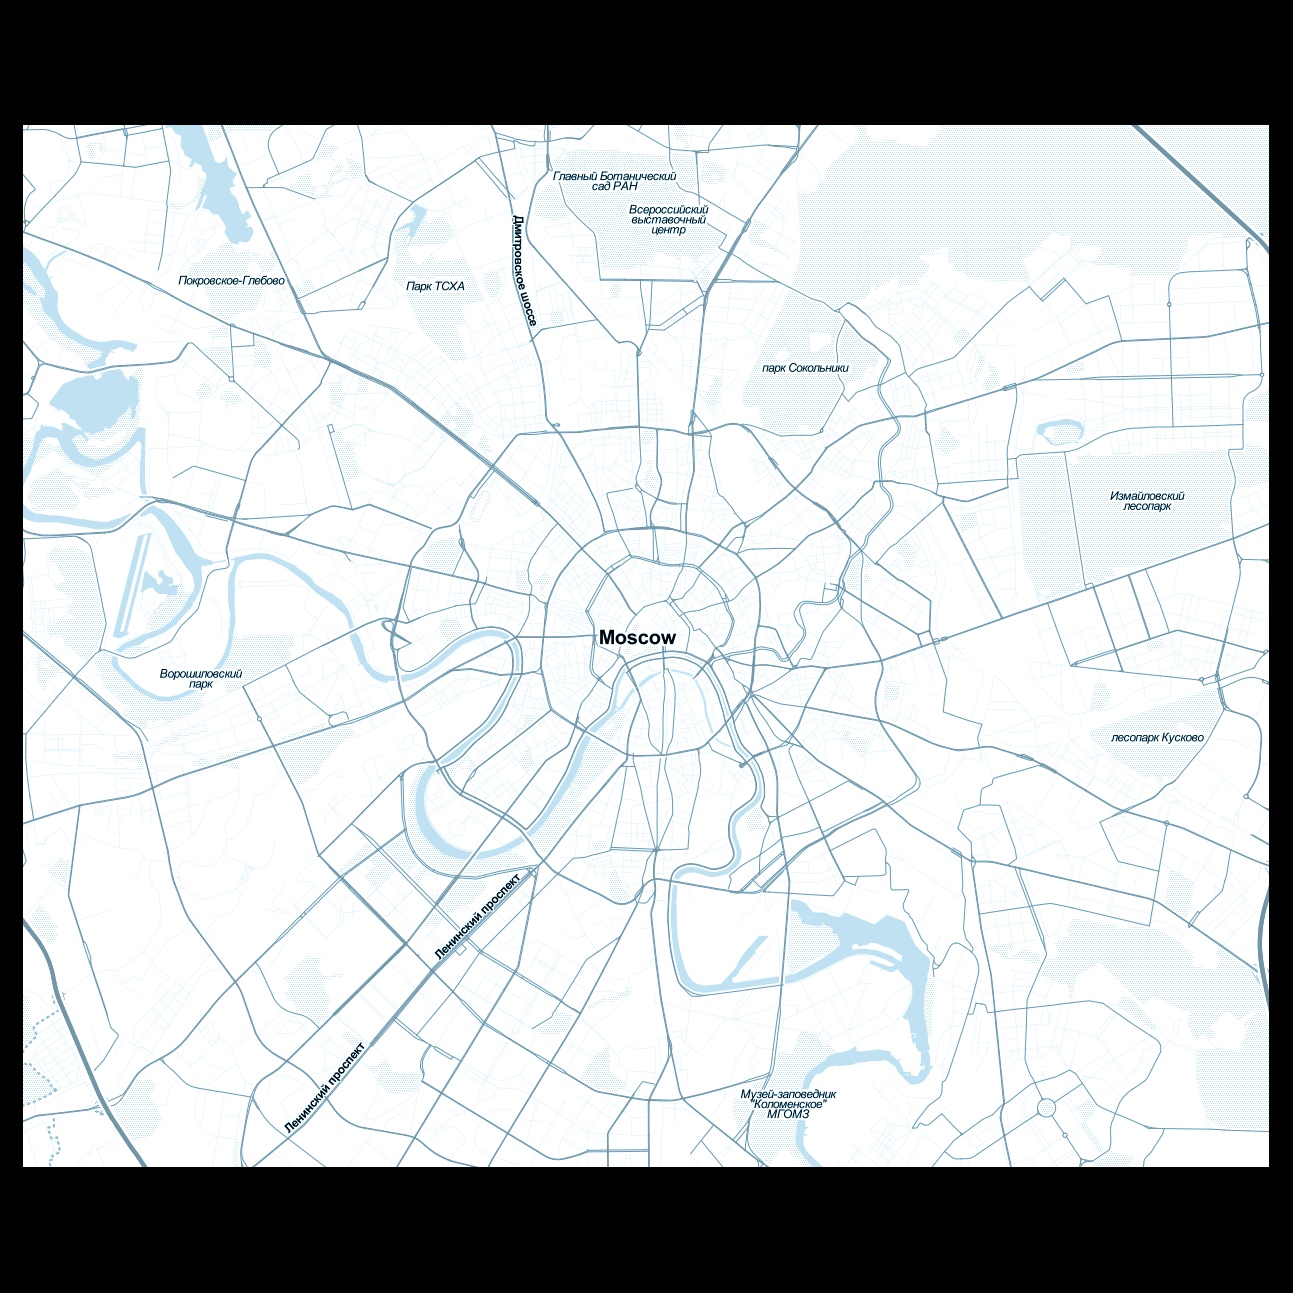 Главный Ботанический
сад РАН
Всероссийский
выставочный
центр
Дмитровское шоссе
Покровское-Глебово
Парк ТСХА
парк Сокольники
Измайловский
лесопарк
Moscow
Ворошиловский
парк
лесопарк Кусково
Ленинский проспект
Ленинский проспект
Музей-заповедник
"Коломенское"
МГОМЗ